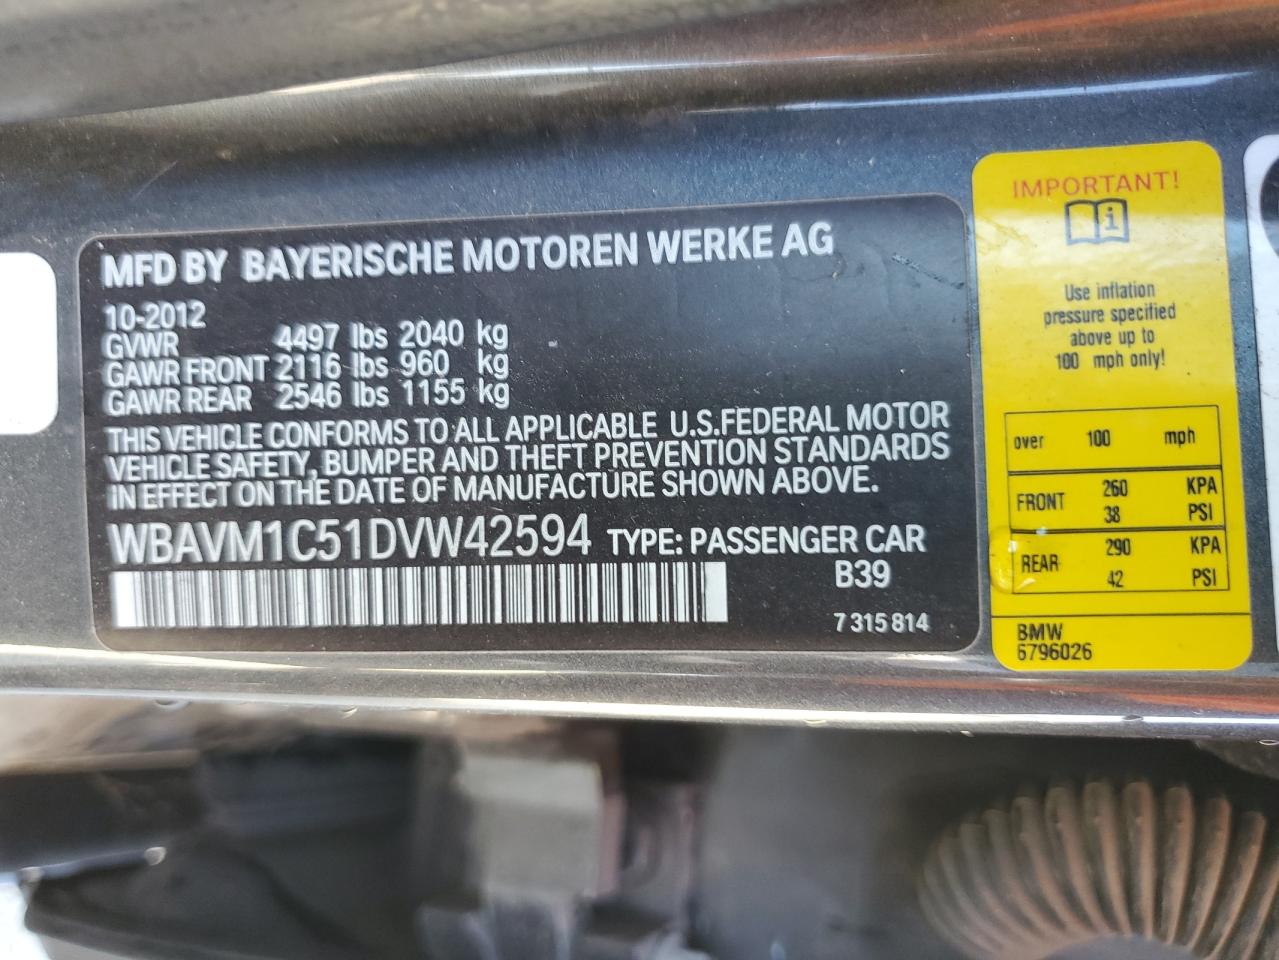 MFD BY BAYERISCHE MOTOREN WERKE AG
10-2012
GVWR 4497 lbs 2040 kg
GAWR FRONT 2116 lbs 960 kg
GAWR REAR 2546 lbs 1155 kg
THIS VEHICLE CONFORMS TO ALL APPLICABLE U.S.FEDERAL MOTOR
VEHICLE SAFETY, BUMPER AND THEFT PREVENTION STANDARDS
IN EFFECT ON THE DATE OF MANUFACTURE SHOWN ABOVE.
WBAVM1C51DVW42594 TYPE: PASSENGER CAR
B39
7 315 814
IMPORTANT!
i
Use inflation
pressure specified
above up to
100 mph only!
over 100 mph
FRONT 260 KPA
38 PSI
REAR 290 KPA
42 PSI
BMW
6796026